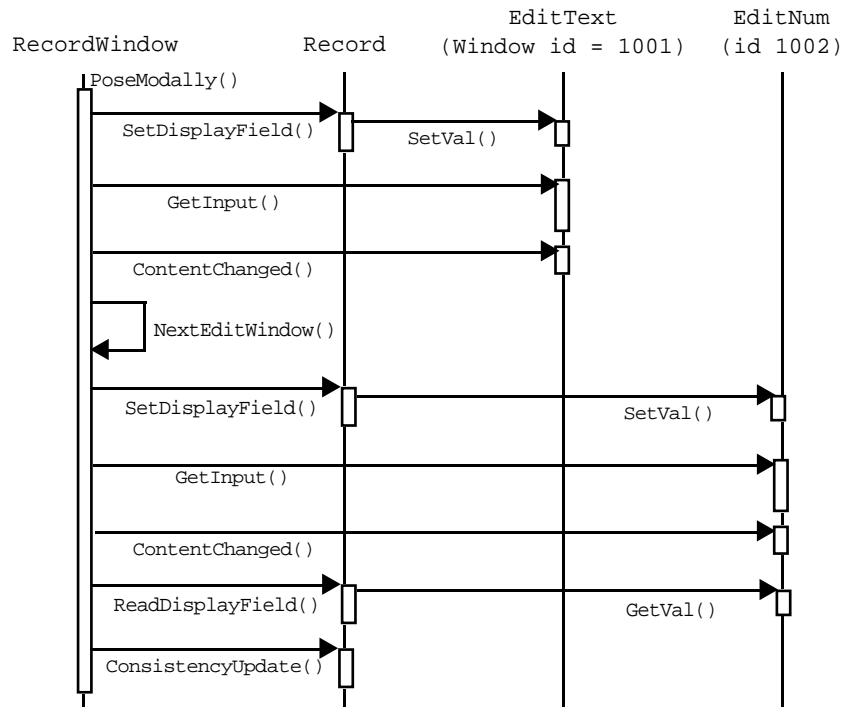 EditText
EditNum
RecordWindow
Record
(Window id = 1001)
(id 1002)
PoseModally()
SetDisplayField()
SetVal()
GetInput()
ContentChanged()
NextEditWindow()
SetDisplayField()
SetVal()
GetInput()
ContentChanged()
ReadDisplayField()
GetVal()
ConsistencyUpdate()